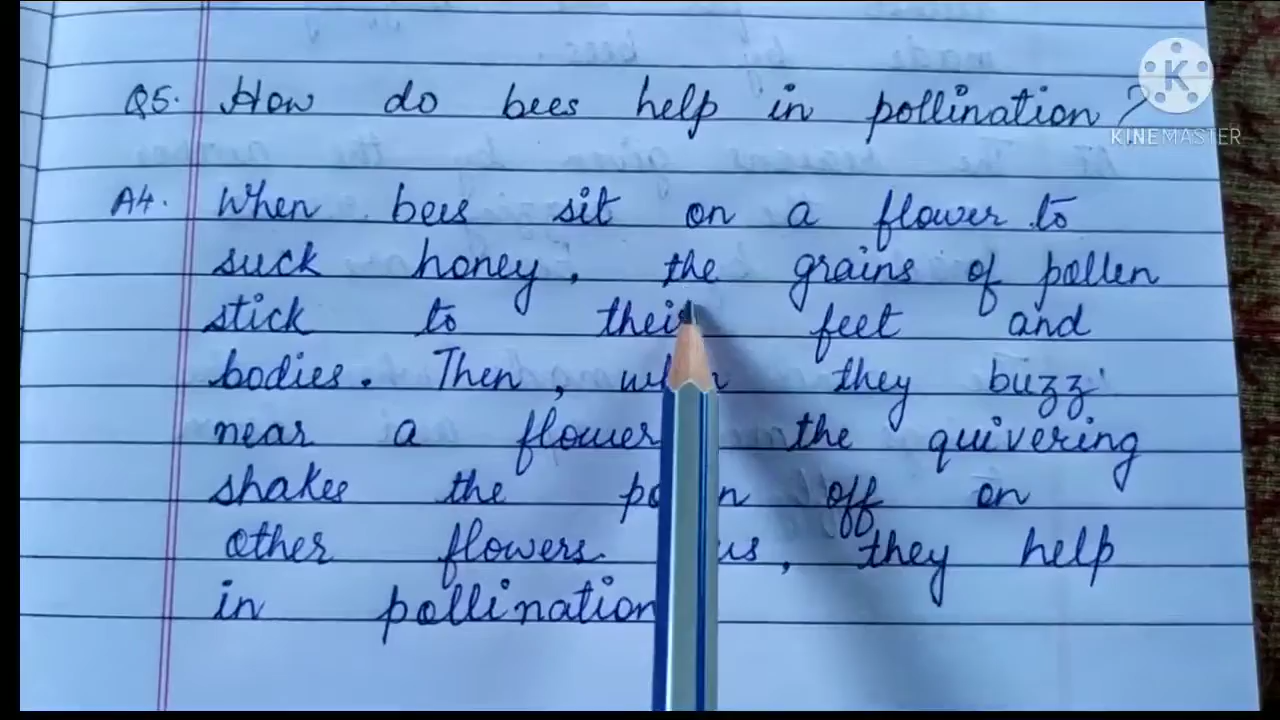 Q5. How do bees help in pollination?
KINEMASTER
A4. When bees sit on a flower to
suck honey, the grains of pollen
stick to their feet and
bodies. Then, when they buzz
near a flower the quivering
shakes the off on
other flowers. they help
in pollination